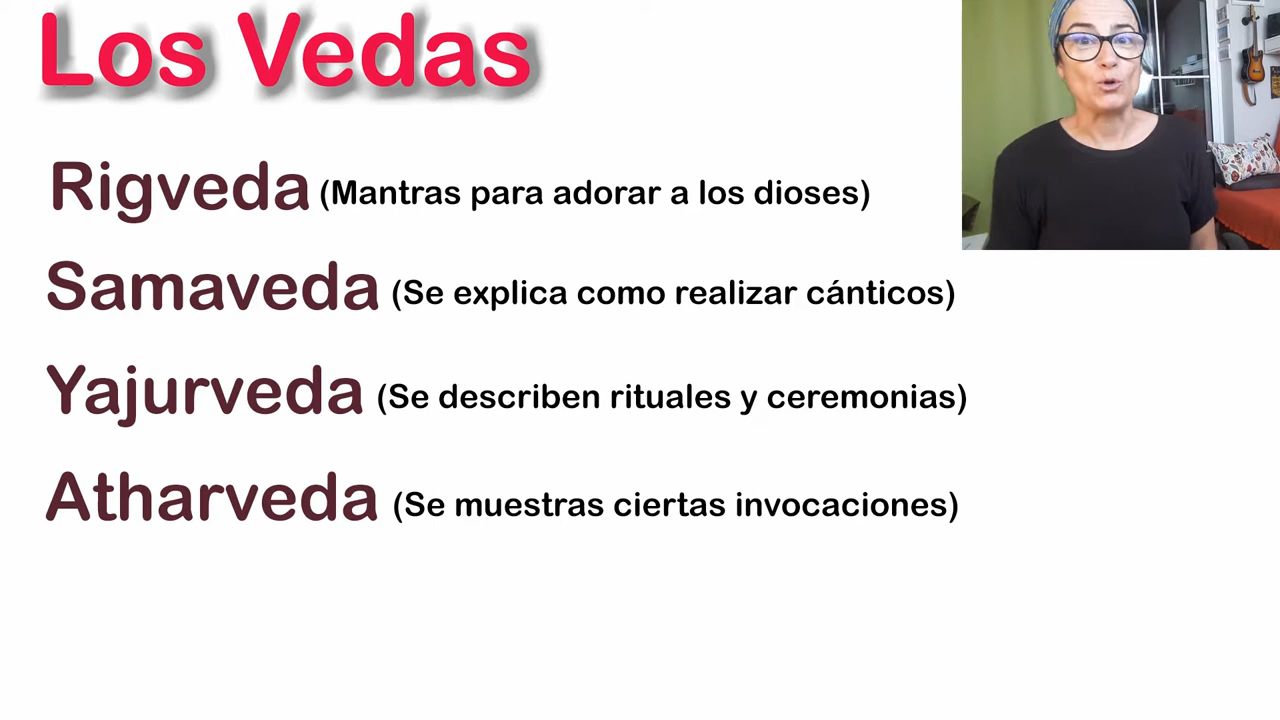 Los Vedas
Rigveda (Mantras para adorar a los dioses)
Samaveda (Se explica como realizar cánticos)
Yajurveda (Se describen rituales y ceremonias)
Atharveda (Se muestras ciertas invocaciones)